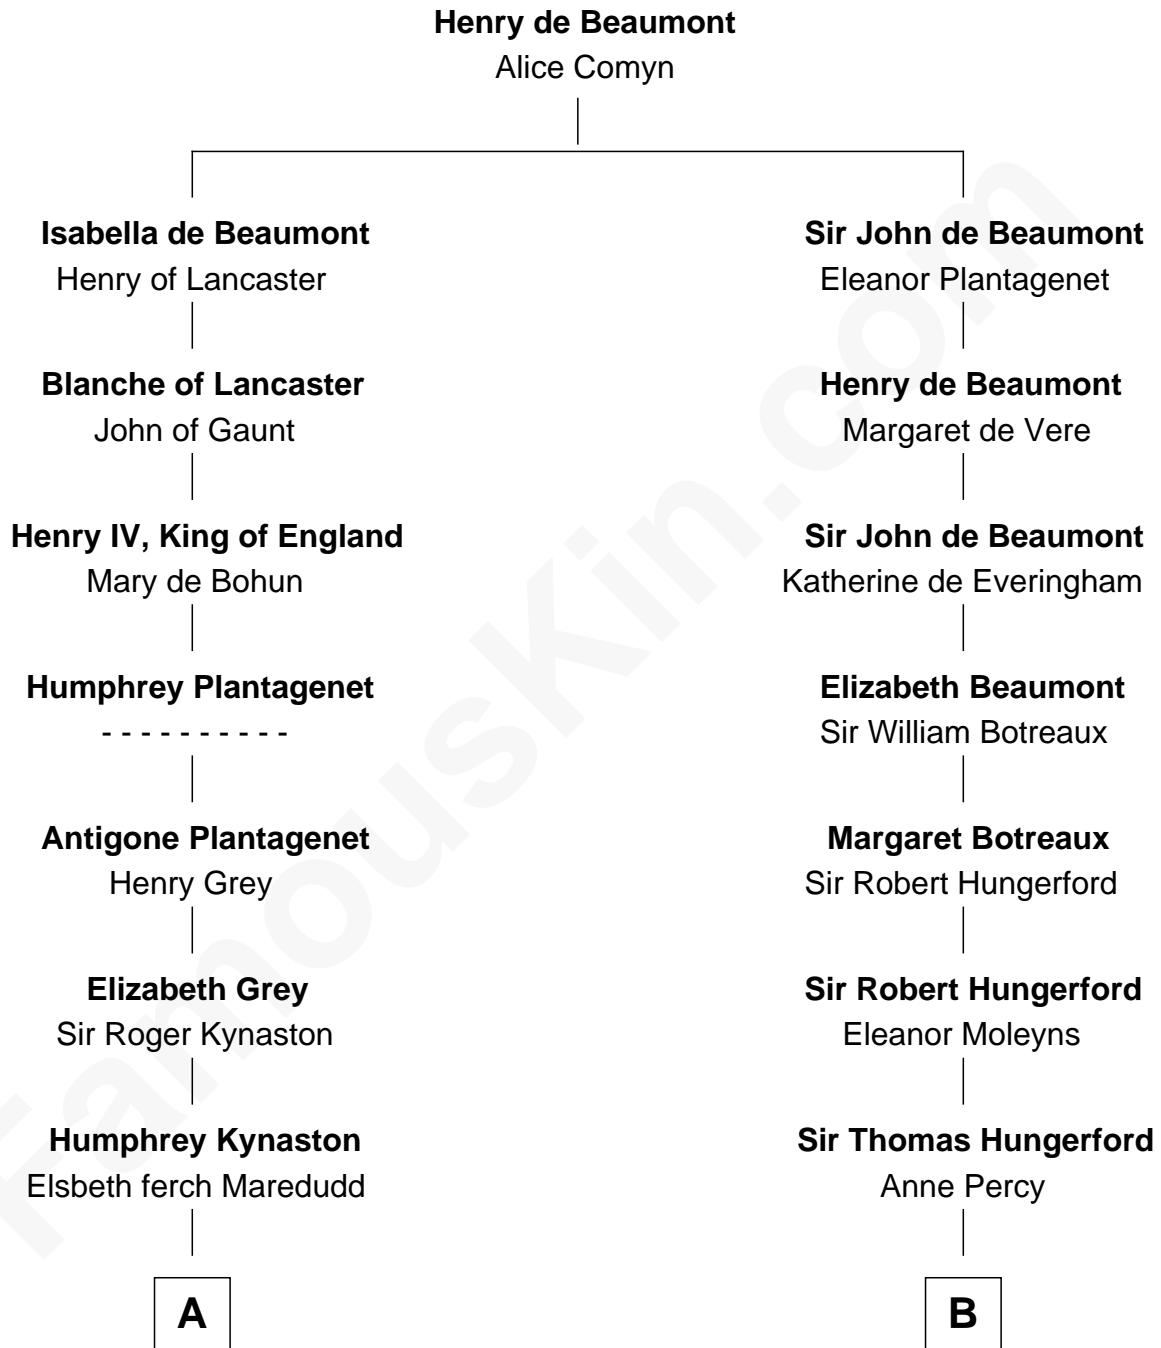 Henry de Beaumont
Alice Comyn
Isabella de Beaumont
Henry of Lancaster
Sir John de Beaumont
Eleanor Plantagenet
Blanche of Lancaster
John of Gaunt
Henry de Beaumont
Margaret de Vere
Henry IV, King of England
Mary de Bohun
Sir John de Beaumont
Katherine de Everingham
Humphrey Plantagenet
- - - - - - - - - -
Elizabeth Beaumont
Sir William Botreaux
Antigone Plantagenet
Henry Grey
Margaret Botreaux
Sir Robert Hungerford
Elizabeth Grey
Sir Roger Kynaston
Sir Robert Hungerford
Eleanor Moleyns
Humphrey Kynaston
Elsbeth ferch Maredudd
Sir Thomas Hungerford
Anne Percy
A
B
FamousKin.com